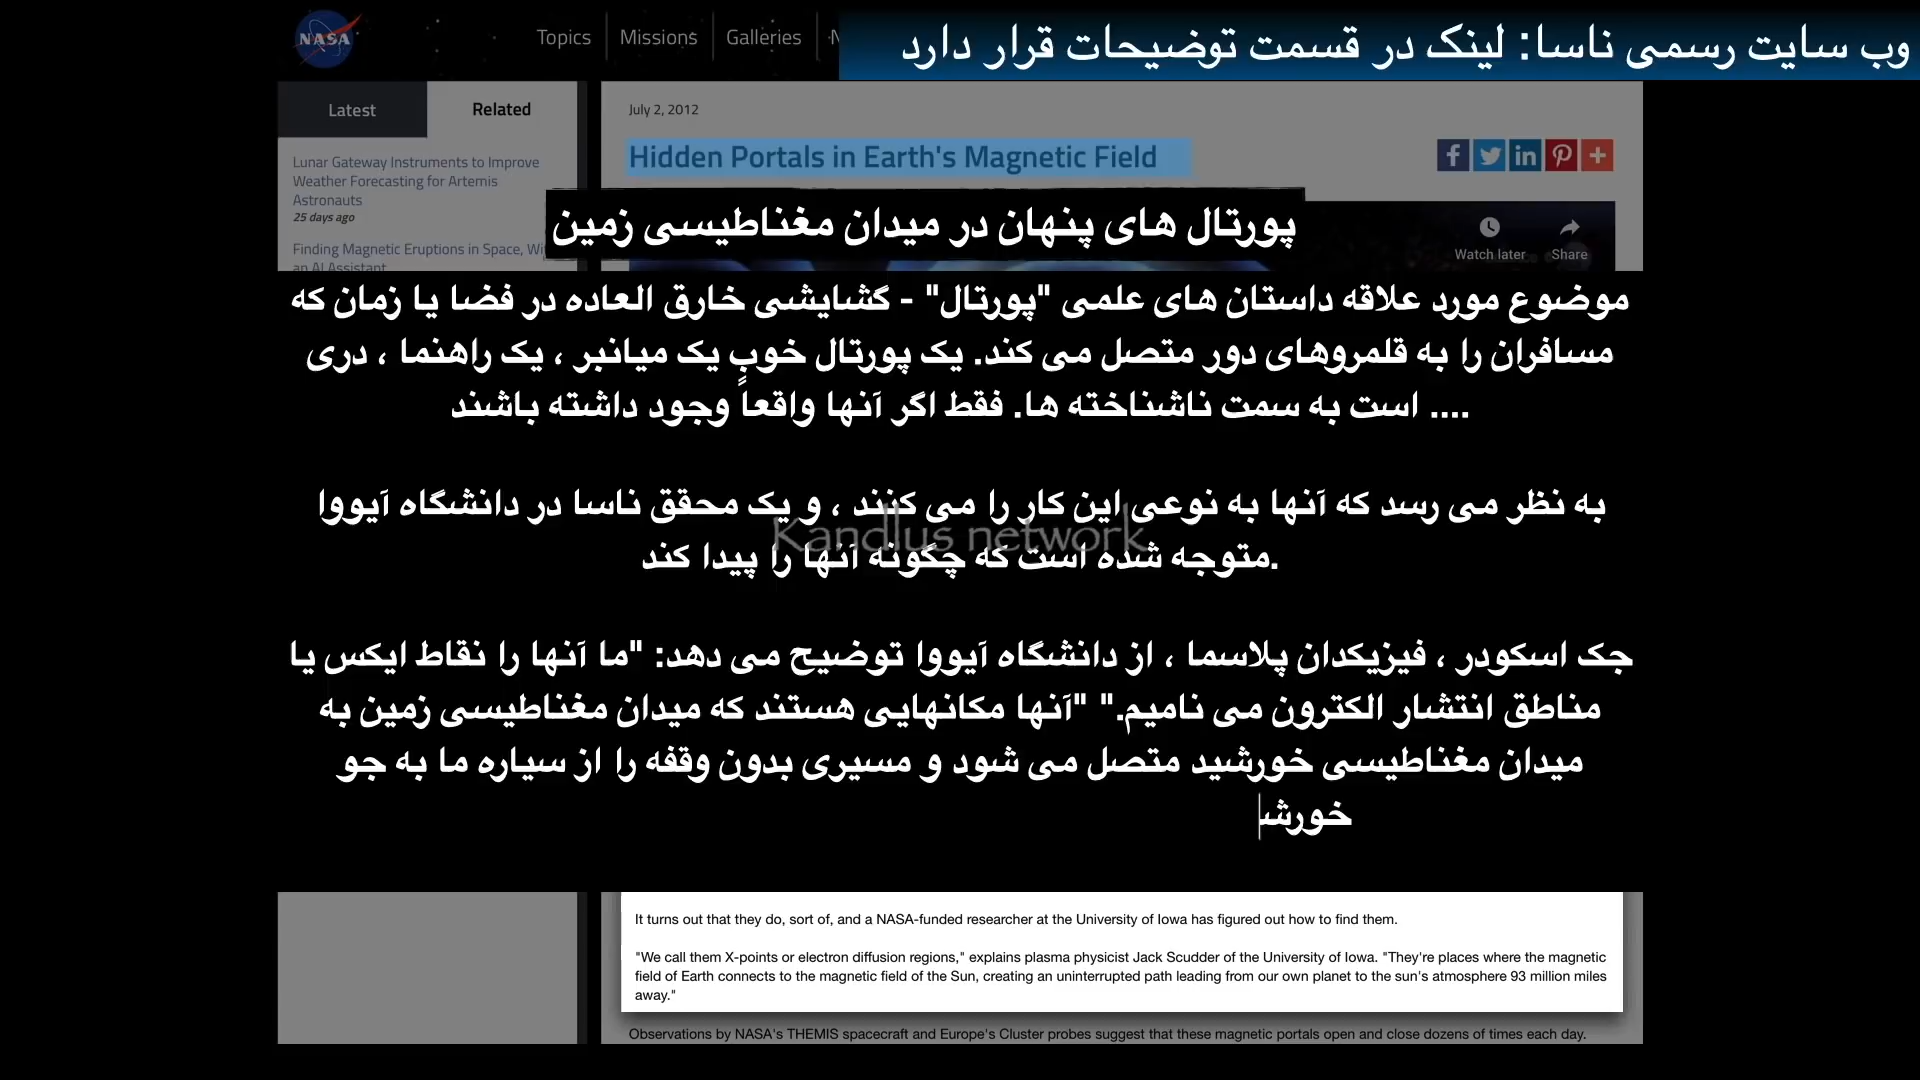 NASA
Topics
Missions
Galleries
وب سایت رسمی ناسا: لینک در قسمت توضیحات قرار دارد
Latest
Related
Lunar Gateway Instruments to Improve
Weather Forecasting for Artemis
Astronauts
25 days ago
Finding Magnetic Eruptions in Space,
an AI Assistant
July 2, 2012
Hidden Portals in Earth's Magnetic Field
Watch later
Share
پورتال های پنهان در میدان مغناطیسی زمین
موضوع مورد علاقه داستان های علمی "پورتال" - گشایشی خارق العاده در فضا یا زمان که
مسافران را به قلمروهای دور متصل می کند. یک پورتال خوب یک میانبر ، یک راهنما ، دری
است به سمت ناشناخته ها. فقط اگر آنها واقعاً وجود داشته باشند ....
به نظر می رسد که آنها به نوعی این کار را می کنند ، و یک محقق ناسا در دانشگاه آیووا
متوجه شده است که چگونه آنها را پیدا کند.
Kandlus network
جک اسکودر ، فیزیکدان پلاسما ، از دانشگاه آیووا توضیح می دهد: "ما آنها را نقاط ایکس یا
مناطق انتشار الکترون می نامیم." "آنها مکانهایی هستند که میدان مغناطیسی زمین به
میدان مغناطیسی خورشید متصل می شود و مسیری بدون وقفه را از سیاره ما به جو
خورش
It turns out that they do, sort of, and a NASA-funded researcher at the University of Iowa has figured out how to find them.
"We call them X-points or electron diffusion regions," explains plasma physicist Jack Scudder of the University of Iowa. "They're places where the magnetic
field of Earth connects to the magnetic field of the Sun, creating an uninterrupted path leading from our own planet to the sun's atmosphere 93 million miles
away."
Observations by NASA's THEMIS spacecraft and Europe's Cluster probes suggest that these magnetic portals open and close dozens of times each day.